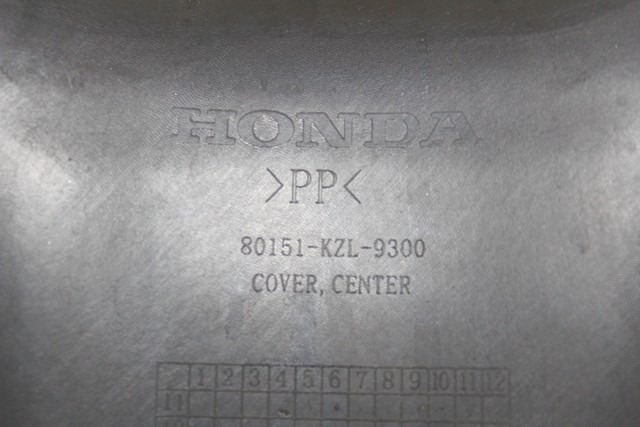 HONDA
>PP<
80151-KZL-9300
COVER, CENTER
1 2 3 4 5 6 7 8 9 10 11 12
11